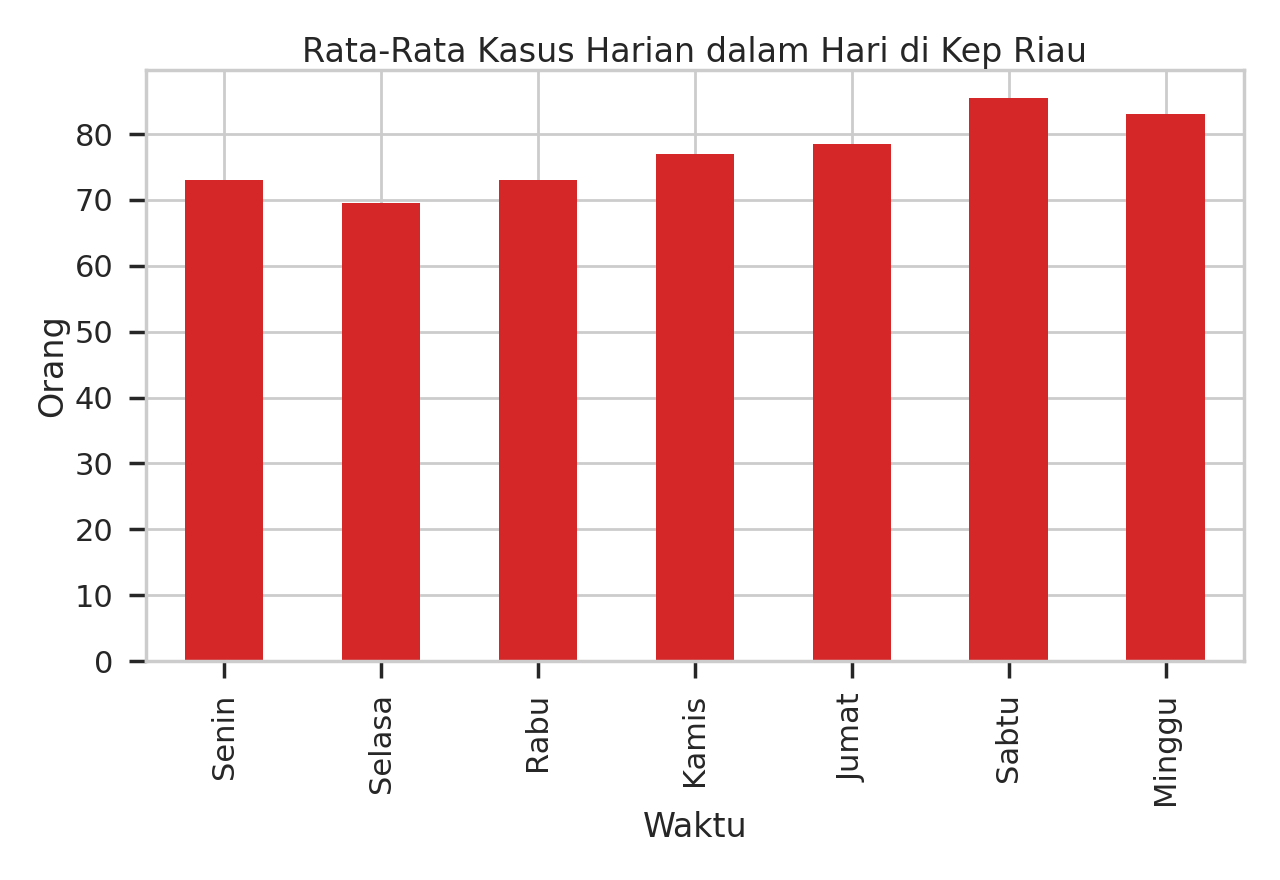 Rata-Rata Kasus Harian dalam Hari di Kep Riau
Orang
80
70
60
50
40
30
20
10
0
Senin
Selasa
Rabu
Kamis
Jumat
Sabtu
Minggu
Waktu